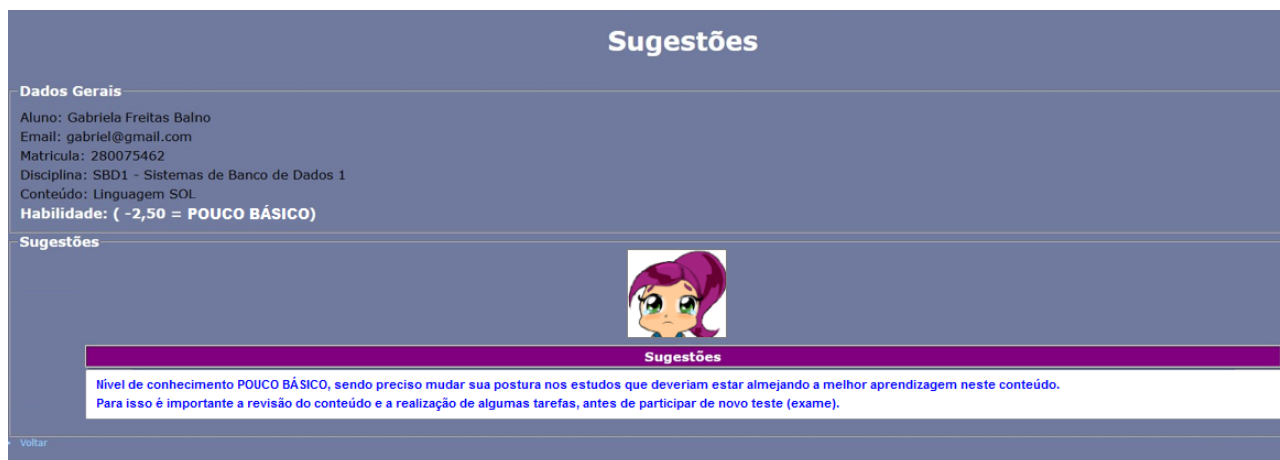 Sugestões
Dados Gerais
Aluno: Gabriela Freitas Balno
Email: gabriel@gmail.com
Matricula: 280075462
Disciplina: SBD1 - Sistemas de Banco de Dados 1
Conteúdo: Linguagem SQL
Habilidade: ( -2,50 = POUCO BÁSICO)
Sugestões
Sugestões
Nível de conhecimento POUCO BÁSICO, sendo preciso mudar sua postura nos estudos que deveriam estar almejando a melhor aprendizagem neste conteúdo.
Para isso é importante a revisão do conteúdo e a realização de algumas tarefas, antes de participar de novo teste (exame).
Voltar